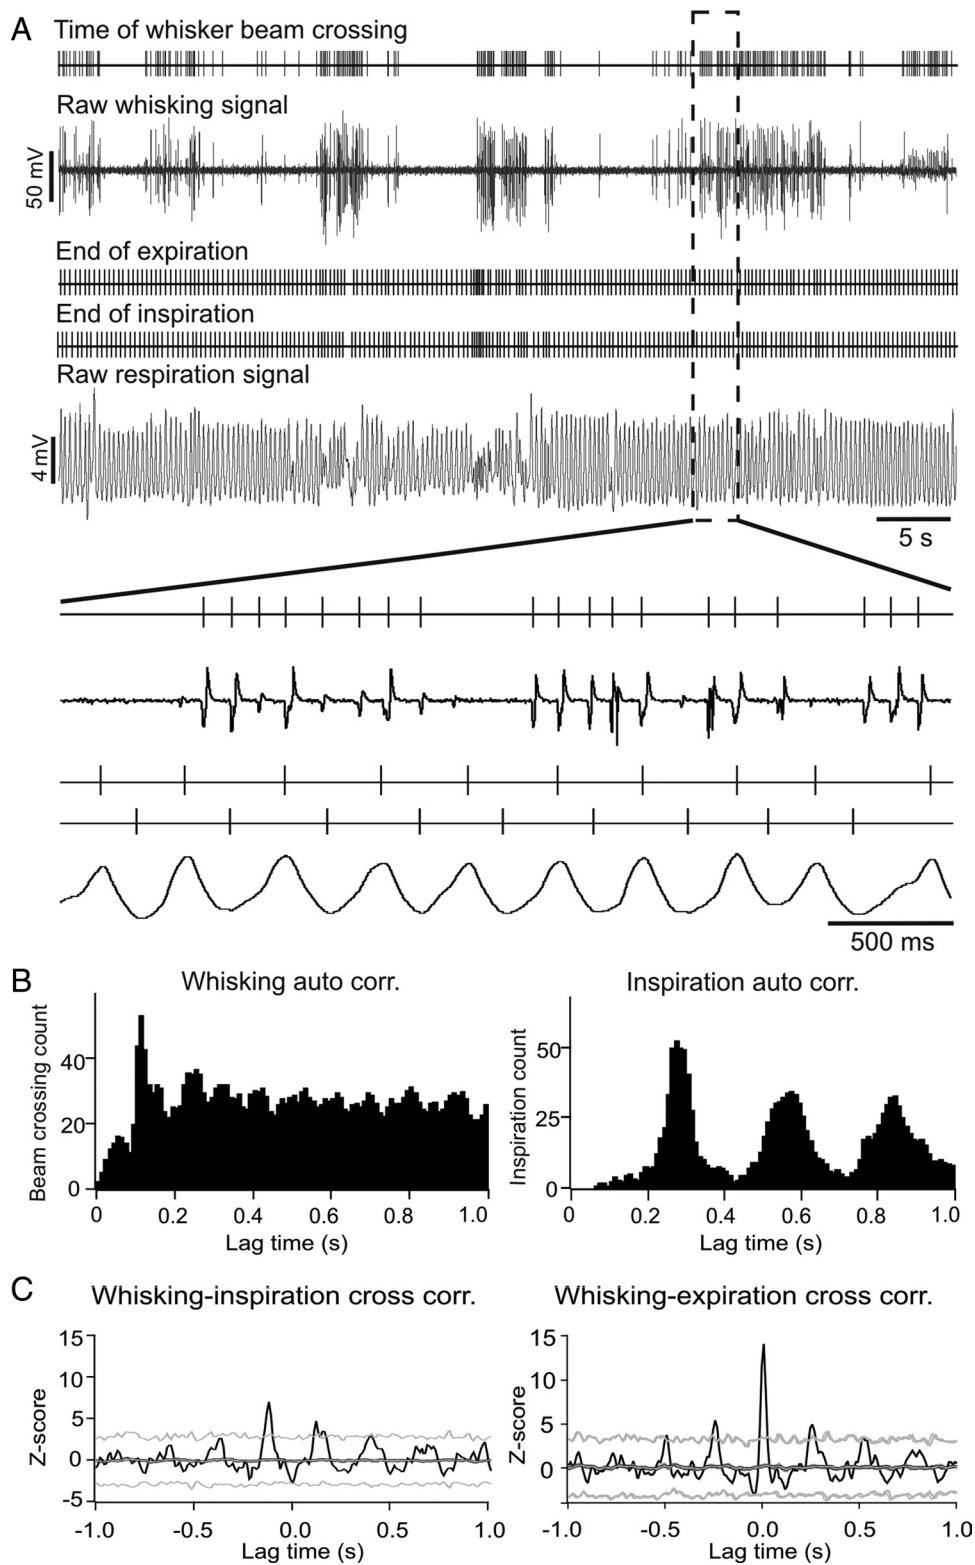 A
Time of whisker beam crossing
Raw whisking signal
50 mV
End of expiration
End of inspiration
Raw respiration signal
4 mV
5 s
500 ms
B
Whisking auto corr.
Inspiration auto corr.
Beam crossing count
40
20
0
0 0.2 0.4 0.6 0.8 1.0
Lag time (s)
Inspiration count
50
25
0
0 0.2 0.4 0.6 0.8 1.0
Lag time (s)
C
Whisking-inspiration cross corr.
Whisking-expiration cross corr.
Z-score
15
10
5
0
-5
-1.0 -0.5 0.0 0.5 1.0
Lag time (s)
Z-score
15
10
5
0
-1.0 -0.5 0.0 0.5 1.0
Lag time (s)